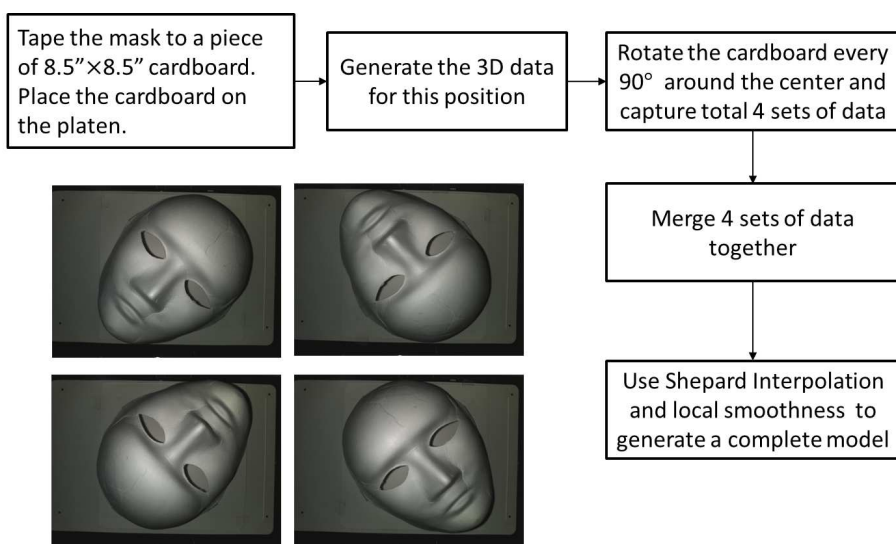 Tape the mask to a piece
of 8.5”×8.5” cardboard.
Place the cardboard on
the platen.
Generate the 3D data
for this position
Rotate the cardboard every
90° around the center and
capture total 4 sets of data
Merge 4 sets of data
together
Use Shepard Interpolation
and local smoothness to
generate a complete model